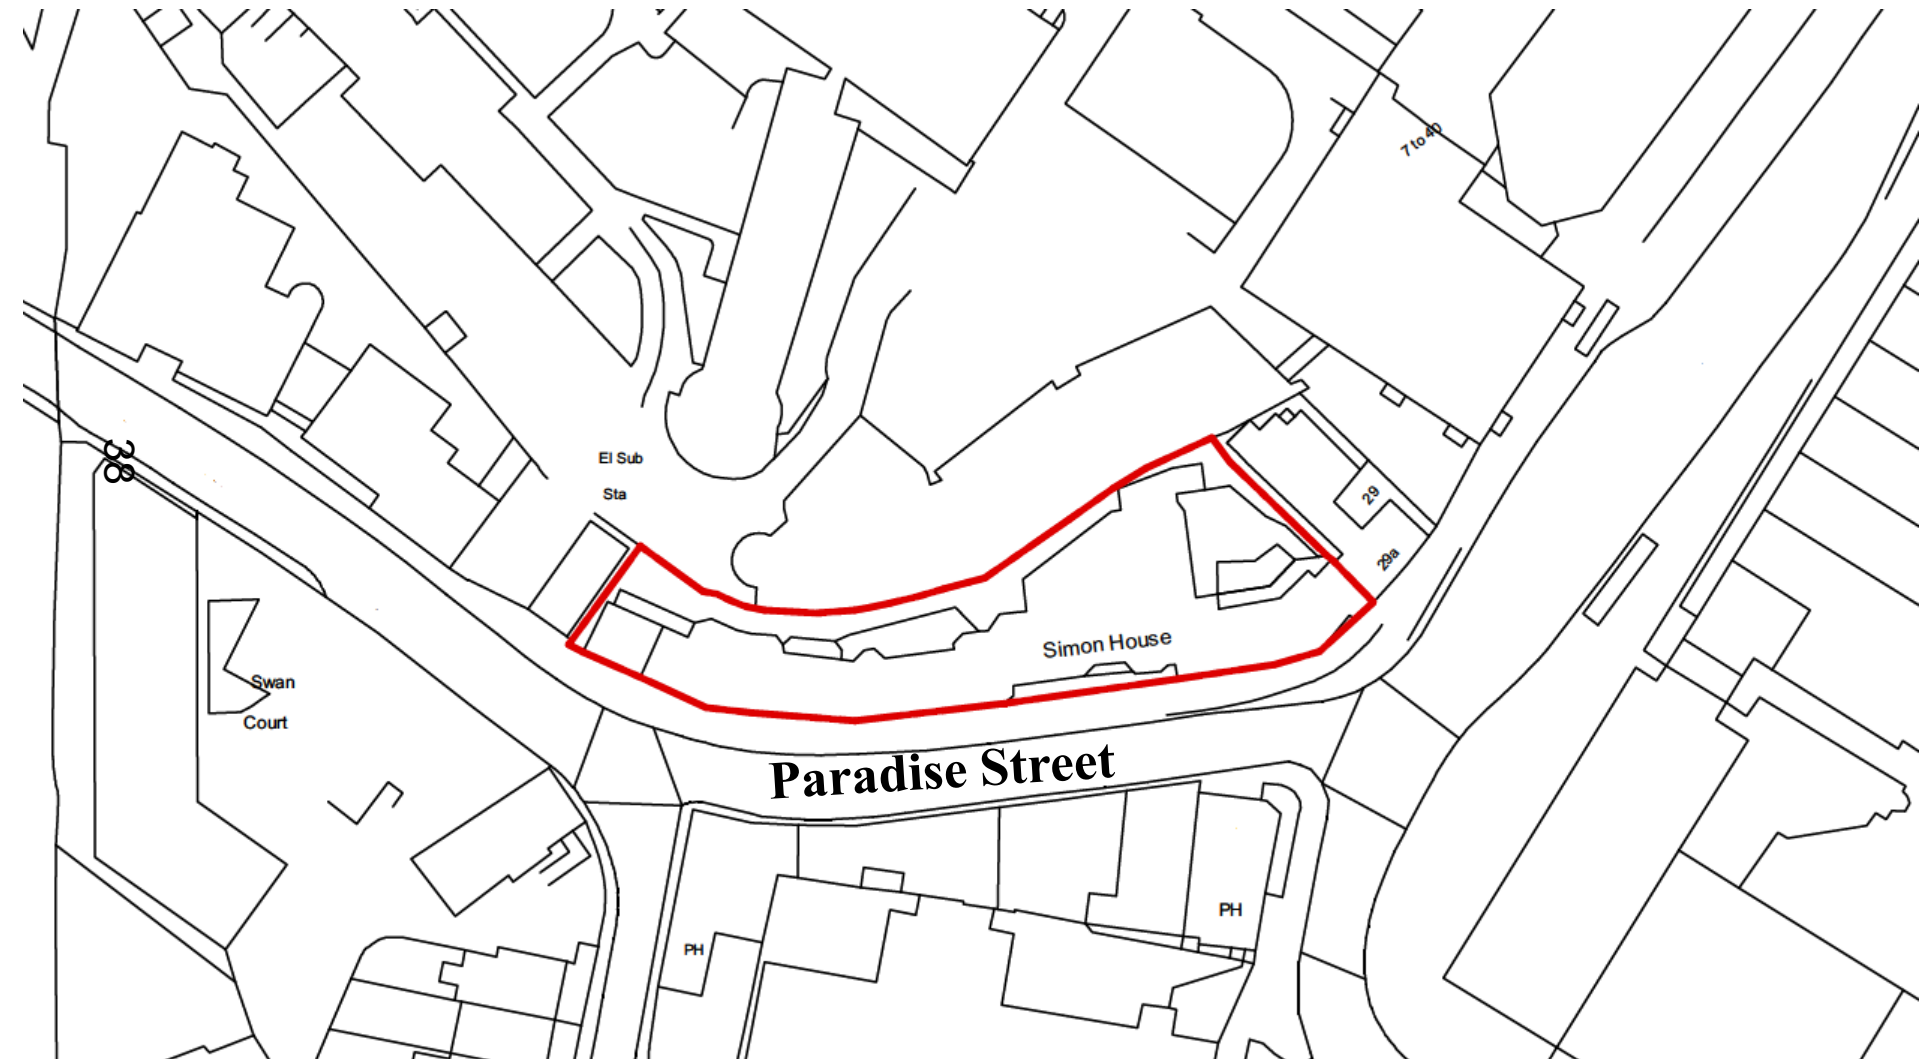 7 to 40
38
El Sub
Sta
29
29a
Simon House
Swan
Court
Paradise Street
PH
PH